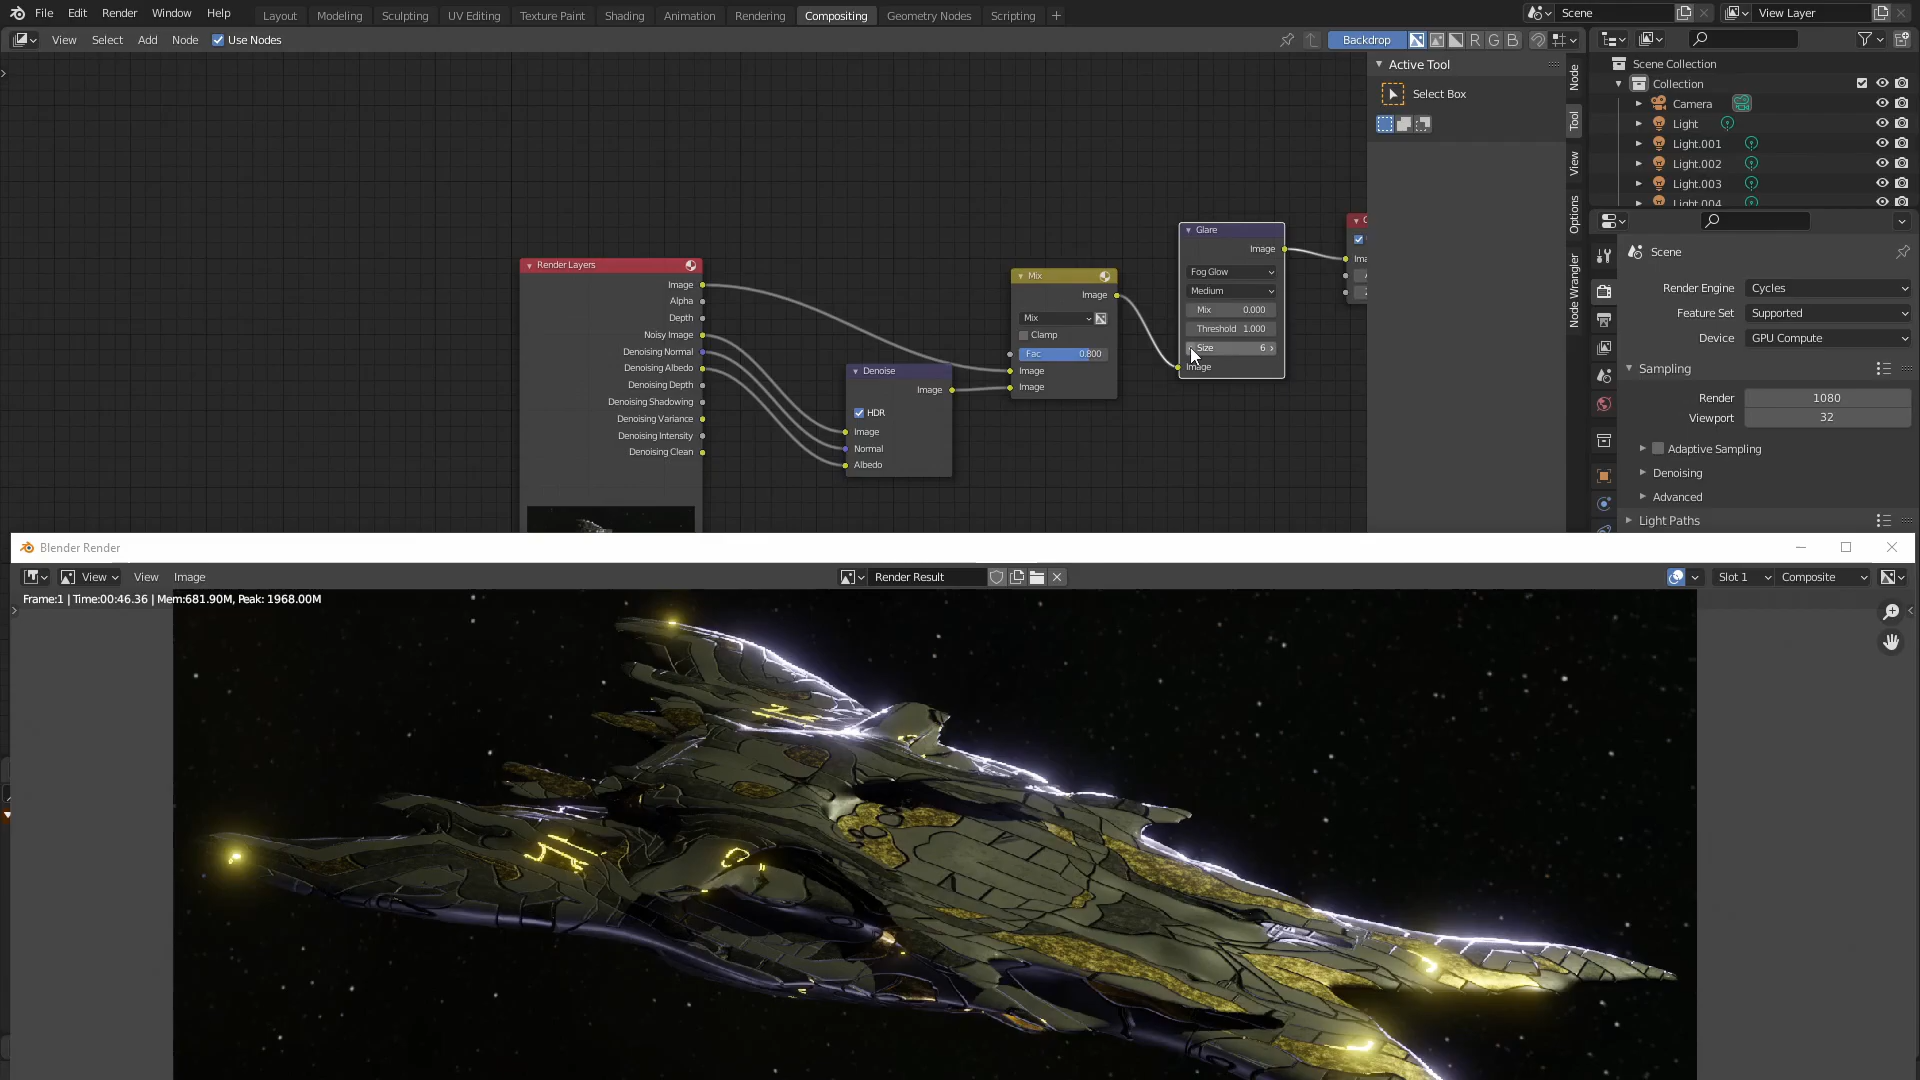 File Edit Render Window Help
Layout Modeling Sculpting UV Editing Texture Paint Shading Animation Rendering Compositing Geometry Nodes Scripting +
Scene
View Layer
View Select Add Node Use Nodes
Backdrop R G B
Active Tool
Select Box
Node
Tool
View
Options
Node Wrangler
Scene Collection
Collection
Camera
Light
Light.001
Light.002
Light.003
Light.004
Scene
Render Engine Cycles
Feature Set Supported
Device GPU Compute
Sampling
Render 1080
Viewport 32
Adaptive Sampling
Denoising
Advanced
Light Paths
Render Layers
Image
Alpha
Depth
Noisy Image
Denoising Normal
Denoising Albedo
Denoising Depth
Denoising Shadowing
Denoising Variance
Denoising Intensity
Denoising Clean
Denoise
Image
HDR
Image
Normal
Albedo
Mix
Image
Mix
Clamp
Fac 0.800
Image
Image
Glare
Image
Fog Glow
Medium
Mix 0.000
Threshold 1.000
Size 6
Image
Blender Render
View View Image
Render Result
Slot 1 Composite
Frame:1 | Time:00:46.36 | Mem:681.90M, Peak: 1968.00M